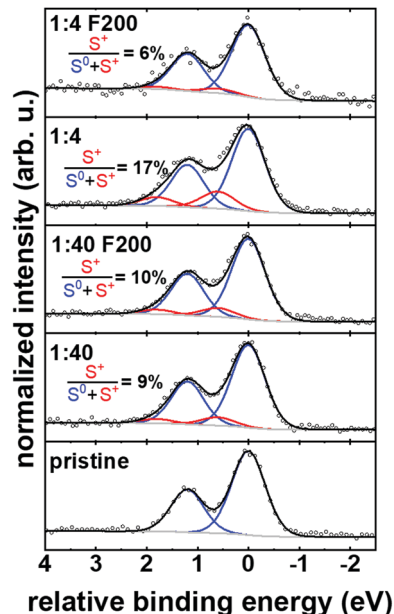 normalized intensity (arb. u.)
1:4 F200
S⁺
S⁰+S⁺ = 6%
1:4
S⁺
S⁰+S⁺ = 17%
1:40 F200
S⁺
S⁰+S⁺ = 10%
1:40
S⁺
S⁰+S⁺ = 9%
pristine
4 3 2 1 0 -1 -2
relative binding energy (eV)